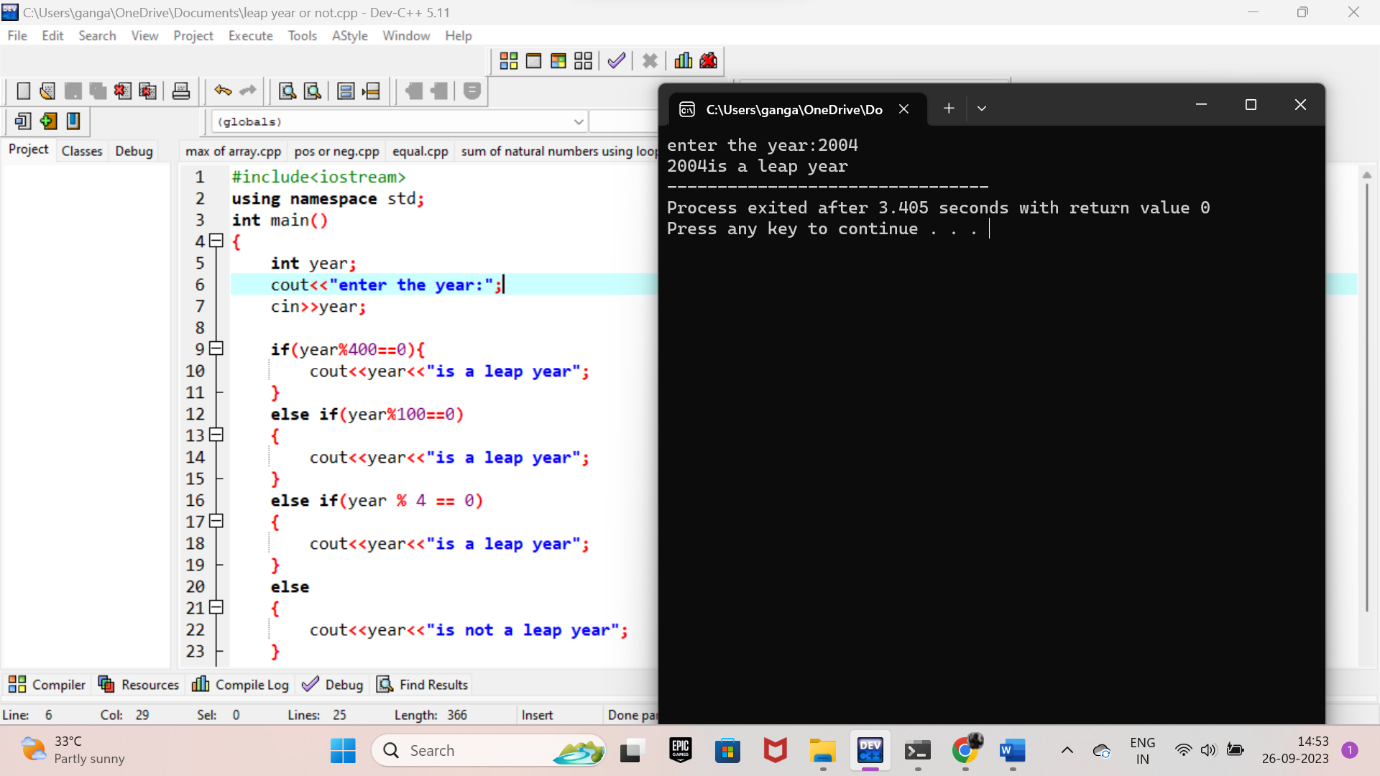 C:\Users\ganga\OneDrive\Documents\leap year or not.cpp - Dev-C++ 5.11
File Edit Search View Project Execute Tools AStyle Window Help
(globals)
Project Classes Debug
max of array.cpp pos or neg.cpp equal.cpp sum of natural numbers using loop
1 #include<iostream>
2 using namespace std;
3 int main()
4 {
5 int year;
6 cout<<"enter the year:";
7 cin>>year;
8
9 if(year%400==0){
10 cout<<year<<"is a leap year";
11 }
12 else if(year%100==0)
13 {
14 cout<<year<<"is a leap year";
15 }
16 else if(year % 4 == 0)
17 {
18 cout<<year<<"is a leap year";
19 }
20 else
21 {
22 cout<<year<<"is not a leap year";
23 }
C:\Users\ganga\OneDrive\Do
enter the year:2004
2004is a leap year
--------------------------------
Process exited after 3.405 seconds with return value 0
Press any key to continue . . .
Compiler Resources Compile Log Debug Find Results
Line: 6 Col: 29 Sel: 0 Lines: 25 Length: 366 Insert Done
33°C
Partly sunny
Search
EPIC GAMES
DEV C++
ENG
IN
14:53
26-09-2023
1